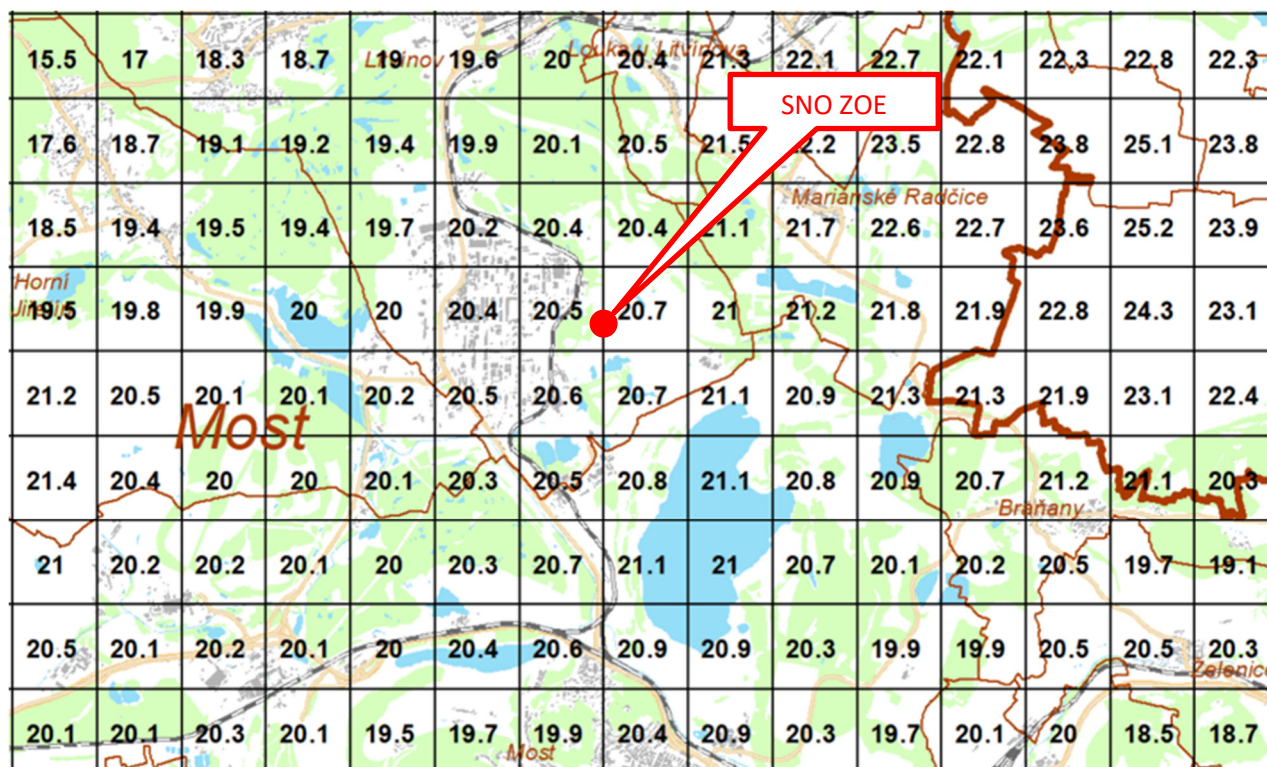 15.5 17 18.3 18.7 19 19.6 20 20.4 21.3 22.1 22.7 22.1 22.3 22.8 22.3
Litvínov
Louka u Litvínova
SNO ZOE
17.6 18.7 19.1 19.2 19.4 19.9 20.1 20.5 21.5 22.2 23.5 22.8 23.8 25.1 23.8
Mariánské Radčice
18.5 19.4 19.5 19.4 19.7 20.2 20.4 20.4 21.1 21.7 22.6 22.7 23.6 25.2 23.9
Horní
Jiřetín
19.5 19.8 19.9 20 20 20.4 20.5 20.7 21 21.2 21.8 21.9 22.8 24.3 23.1
21.2 20.5 20.1 20.1 20.2 20.5 20.6 20.7 21.1 20.9 21.3 21.3 21.9 23.1 22.4
Most
21.4 20.4 20 20 20.1 20.3 20.5 20.8 21.1 20.8 20.9 20.7 21.2 21.1 20.3
Braňany
21 20.2 20.2 20.1 20 20.3 20.7 21.1 21 20.7 20.1 20.2 20.5 19.7 19.1
20.5 20.1 20.2 20.1 20 20.4 20.6 20.9 20.9 20.3 19.9 19.9 20.5 20.5 20.3
Želenice
20.1 20.1 20.3 20.1 19.5 19.7 19.9 20.4 20.9 20.3 19.7 20.1 20 18.5 18.7
Most